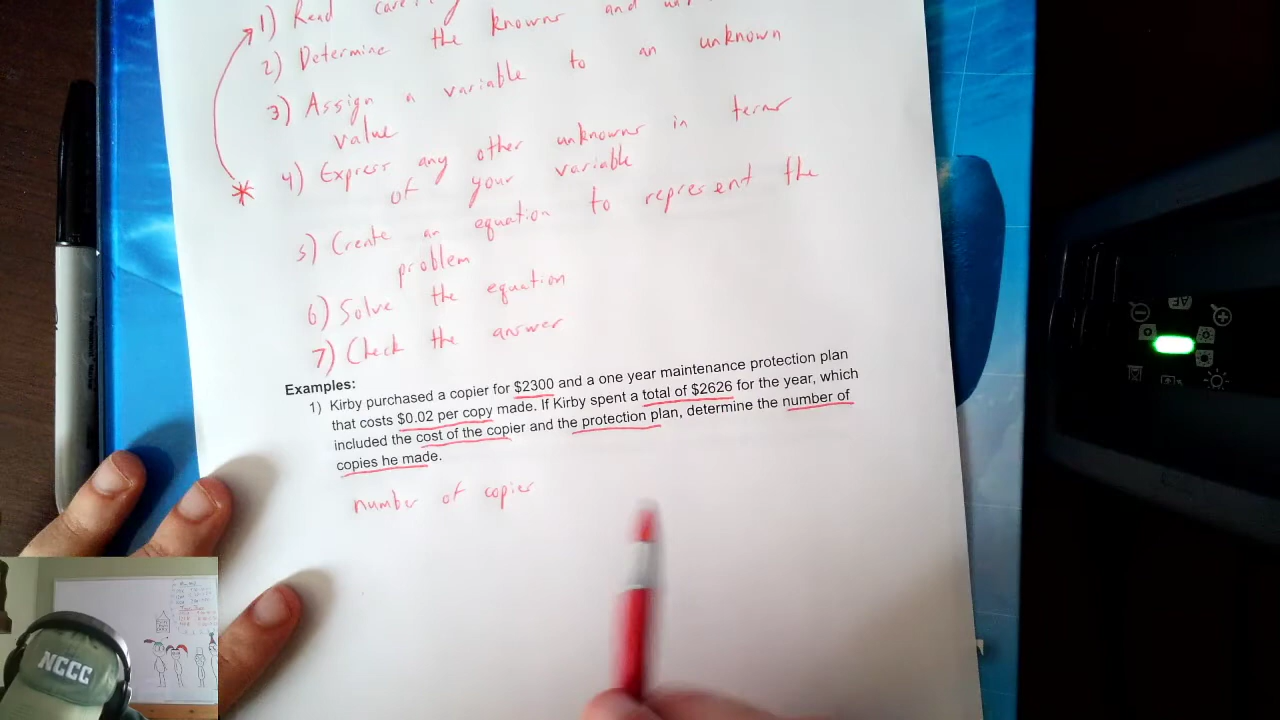 1) Read
the knowns and
2) Determine
3) Assign a variable to an unknown
value
4) Express any other unknowns in terms
of your variable
5) Create an equation to represent the
problem
6) Solve the equation
7) Check the answer
Examples:
1) Kirby purchased a copier for $2300 and a one year maintenance protection plan
that costs $0.02 per copy made. If Kirby spent a total of $2626 for the year, which
included the cost of the copier and the protection plan, determine the number of
copies he made.
number of copies
NCCC
AF